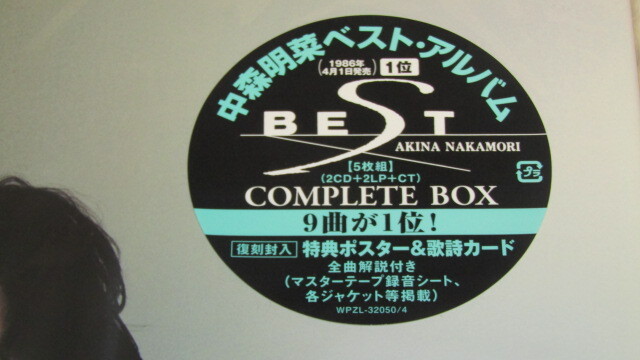 中森明菜ベスト・アルバム
(1986年4月1日発売) 1位
BEST
AKINA NAKAMORI
【5枚組】
(2CD+2LP+CT)
COMPLETE BOX
プラ
9曲が1位!
復刻封入 特典ポスター&歌詩カード
全曲解説付き
(マスターテープ録音シート、
各ジャケット等掲載)
WPZL-32050/4